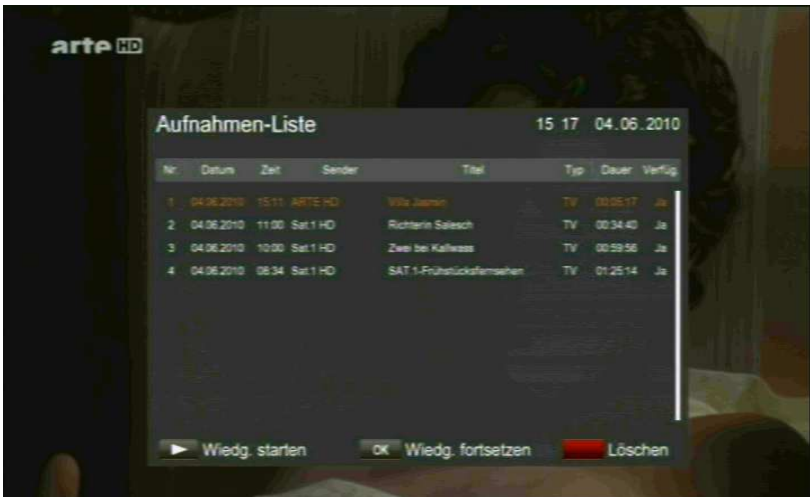 arte HD
Aufnahmen-Liste 15 17 04.06.2010
Nr. Datum Zeit Sender Titel Typ Dauer Verfüg.
1 04.06.2010 15:11 ARTE HD Villa Jasmin TV 00:05:17 Ja
2 04.06.2010 11:00 Sat.1 HD Richterin Salesch TV 00:34:40 Ja
3 04.06.2010 10:00 Sat.1 HD Zwei bei Kallwass TV 00:59:56 Ja
4 04.06.2010 08:34 Sat.1 HD SAT.1-Frühstücksfernsehen TV 01:25:14 Ja
Wiedg. starten OK Wiedg. fortsetzen Löschen